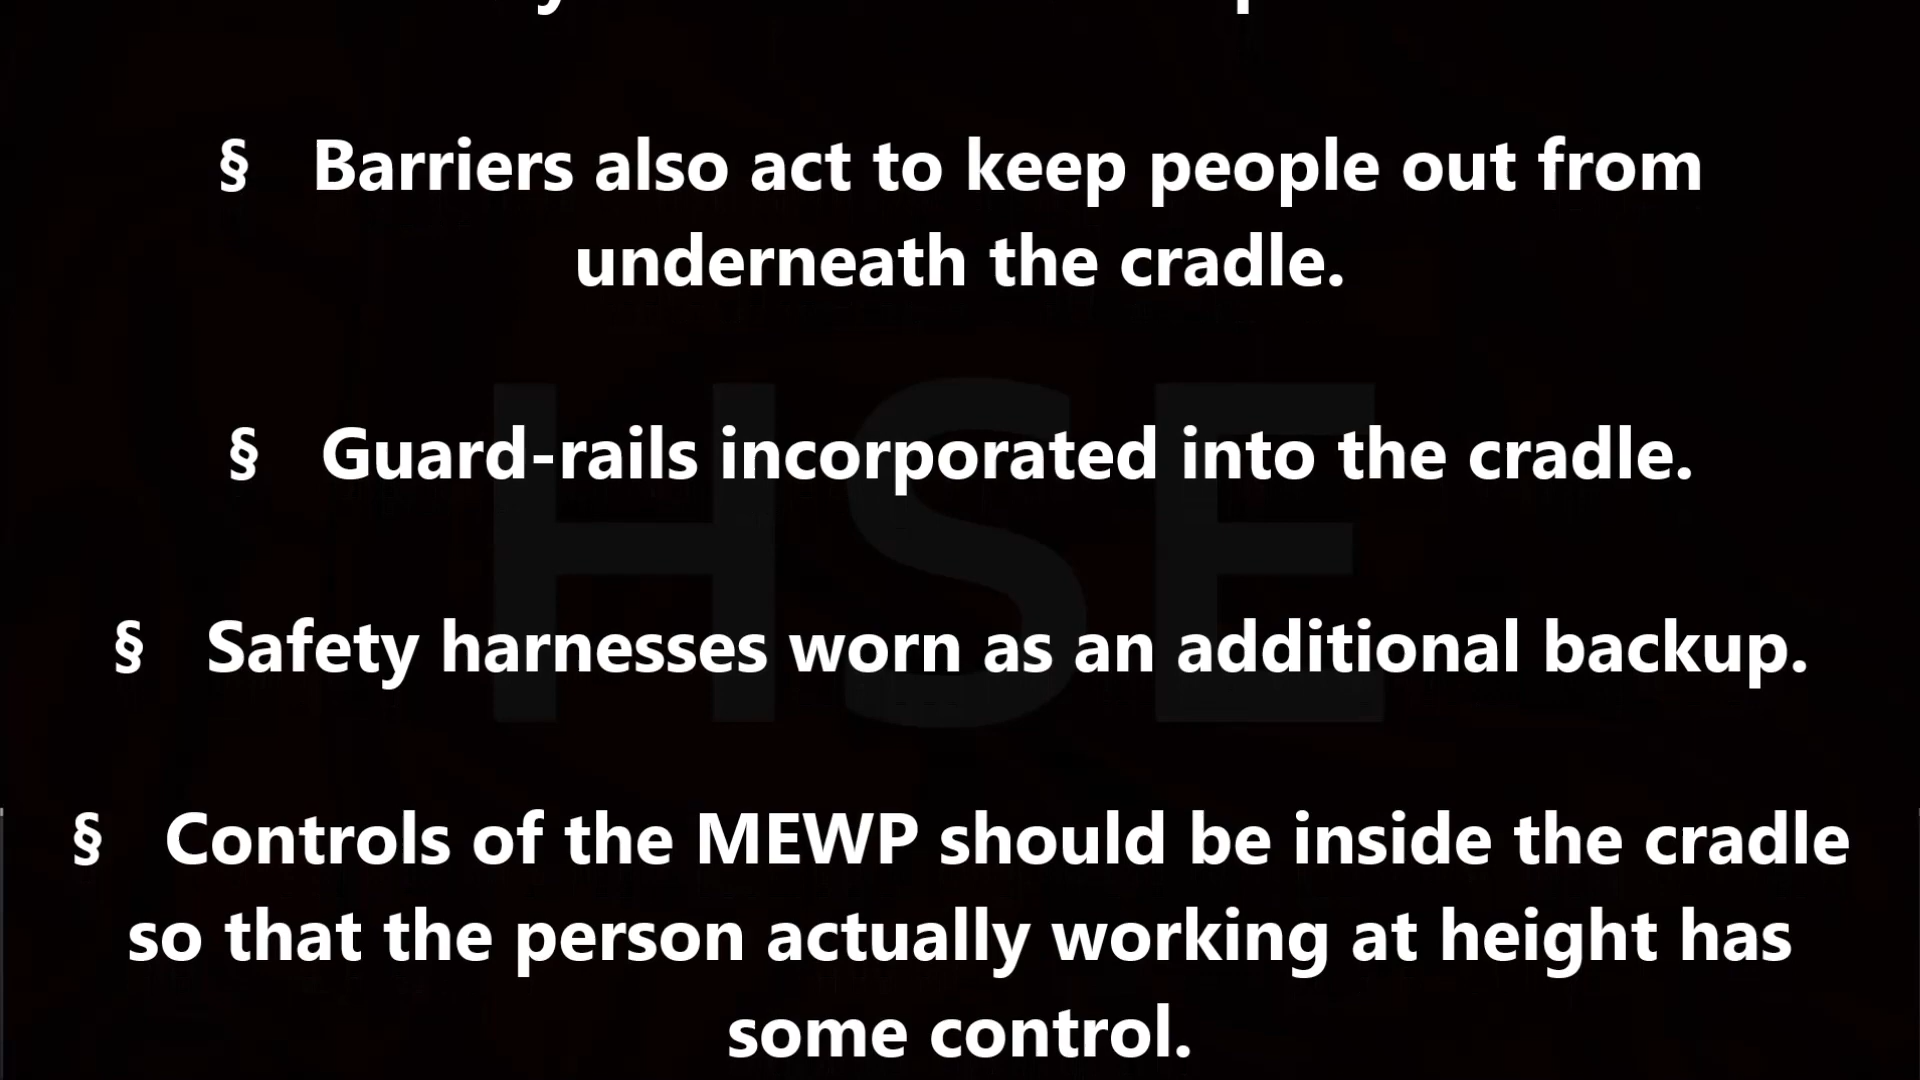 § Barriers also act to keep people out from
underneath the cradle.
§ Guard-rails incorporated into the cradle.
HSE
§ Safety harnesses worn as an additional backup.
§ Controls of the MEWP should be inside the cradle
so that the person actually working at height has
some control.